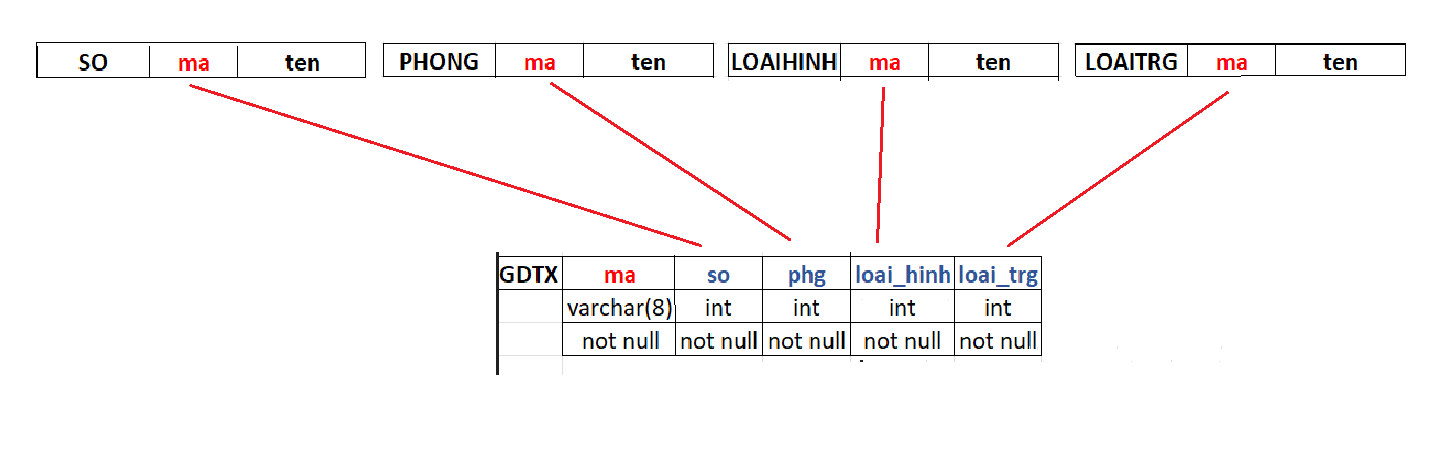 SO ma ten PHONG ma ten LOAIHINH ma ten LOAITRG ma ten
GDTX ma so phg loai_hinh loai_trg
varchar(8) int int int int
not null not null not null not null not null